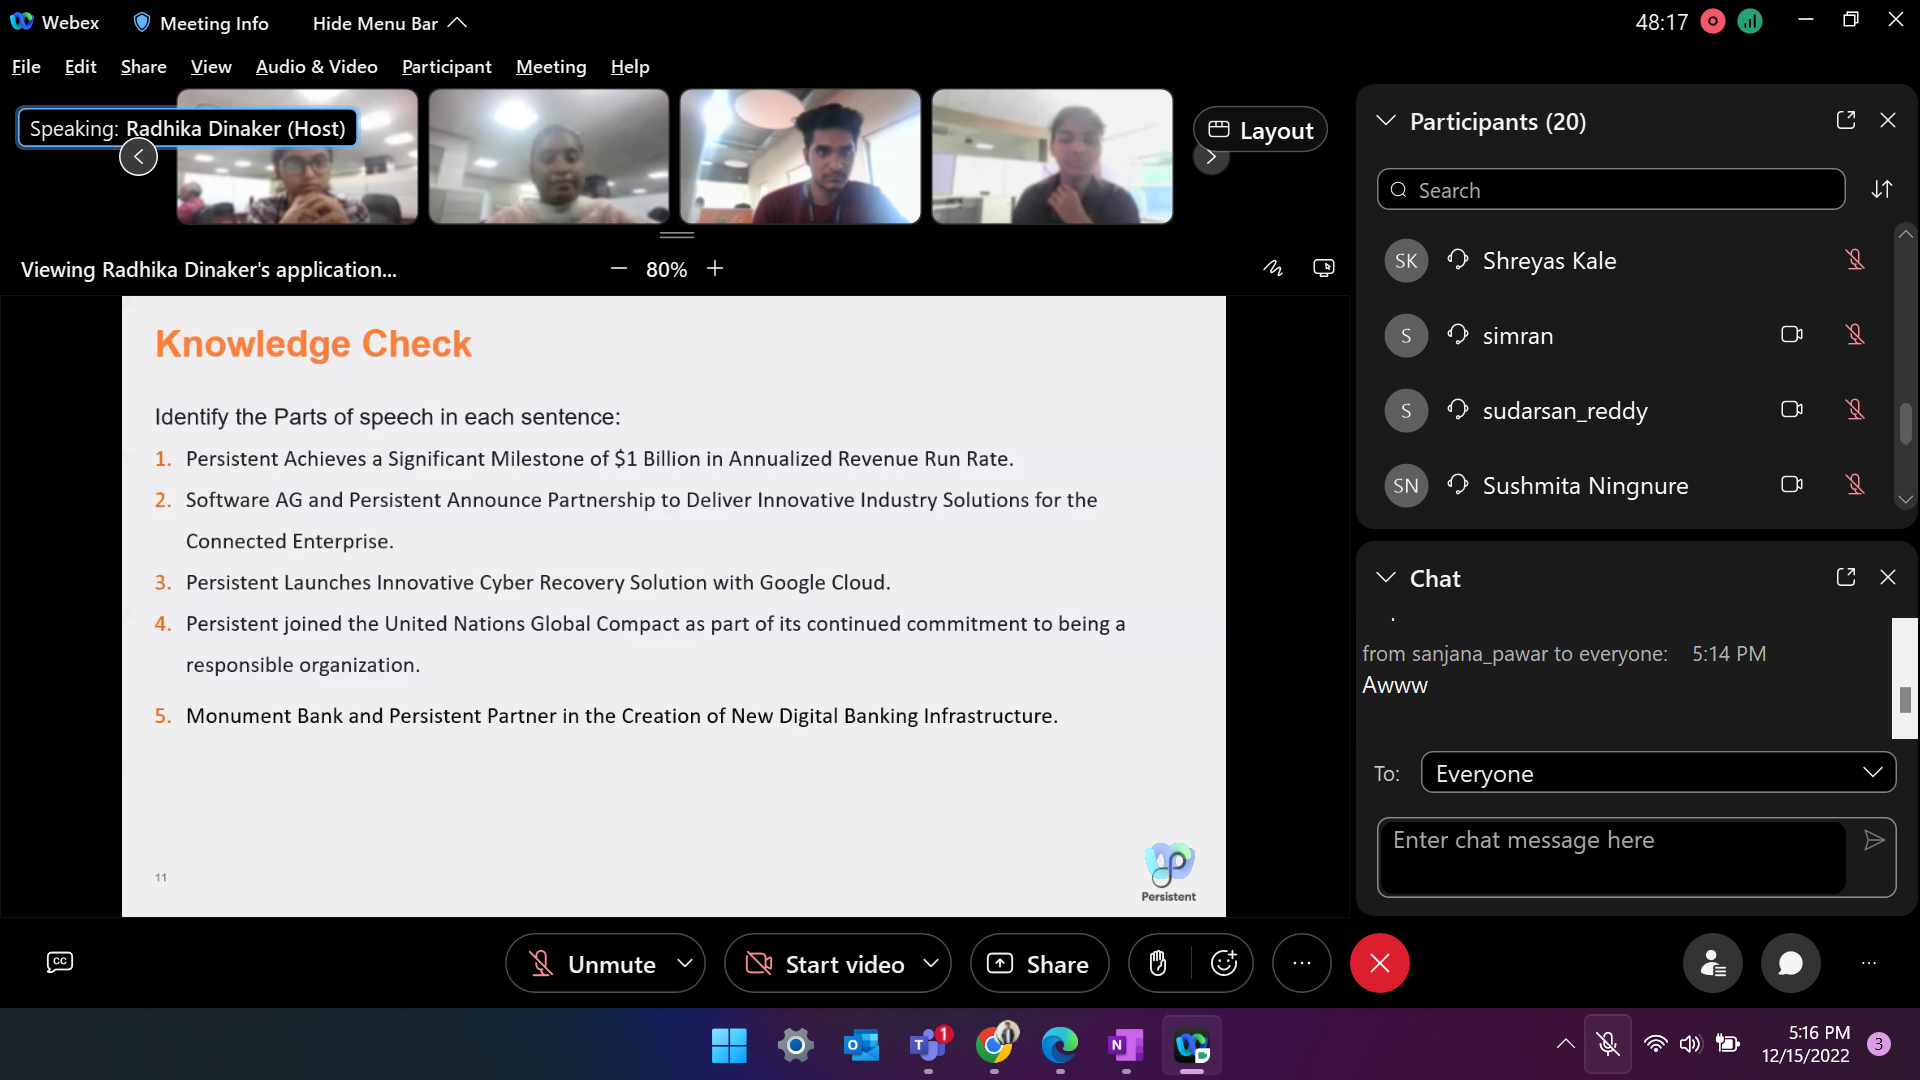 Webex
Meeting Info
Hide Menu Bar
48:17
File Edit Share View Audio & Video Participant Meeting Help
Speaking: Radhika Dinaker (Host)
Layout
Viewing Radhika Dinaker's application...
80%
Knowledge Check
Identify the Parts of speech in each sentence:
1. Persistent Achieves a Significant Milestone of $1 Billion in Annualized Revenue Run Rate.
2. Software AG and Persistent Announce Partnership to Deliver Innovative Industry Solutions for the
Connected Enterprise.
3. Persistent Launches Innovative Cyber Recovery Solution with Google Cloud.
4. Persistent joined the United Nations Global Compact as part of its continued commitment to being a
responsible organization.
5. Monument Bank and Persistent Partner in the Creation of New Digital Banking Infrastructure.
11
Persistent
Participants (20)
Search
SK Shreyas Kale
S simran
S sudarsan_reddy
SN Sushmita Ningnure
Chat
from sanjana_pawar to everyone: 5:14 PM
Awww
To: Everyone
Enter chat message here
CC
Unmute
Start video
Share
1
5:16 PM
12/15/2022
3